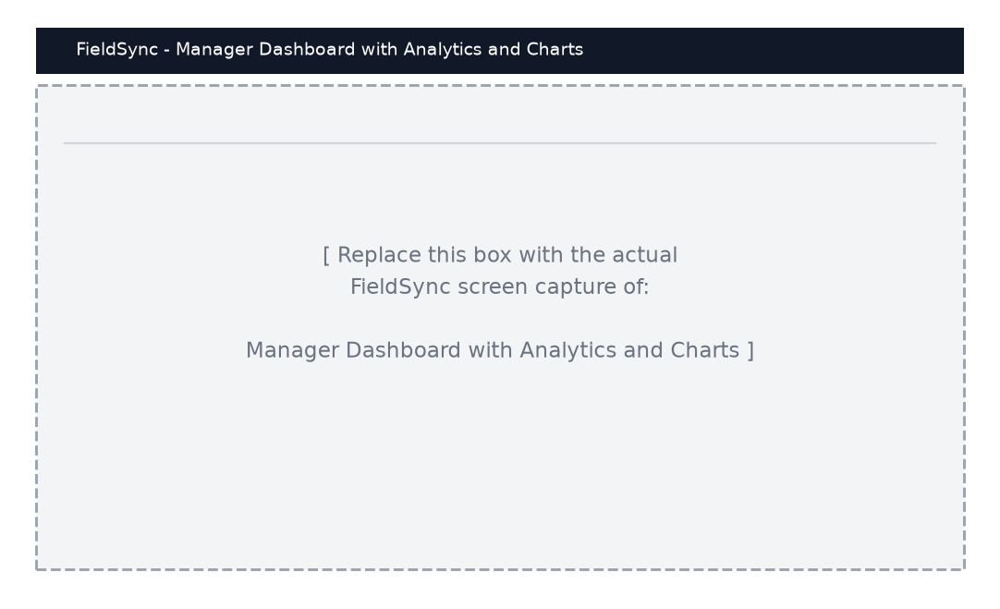 FieldSync - Manager Dashboard with Analytics and Charts
[ Replace this box with the actual
FieldSync screen capture of:
Manager Dashboard with Analytics and Charts ]